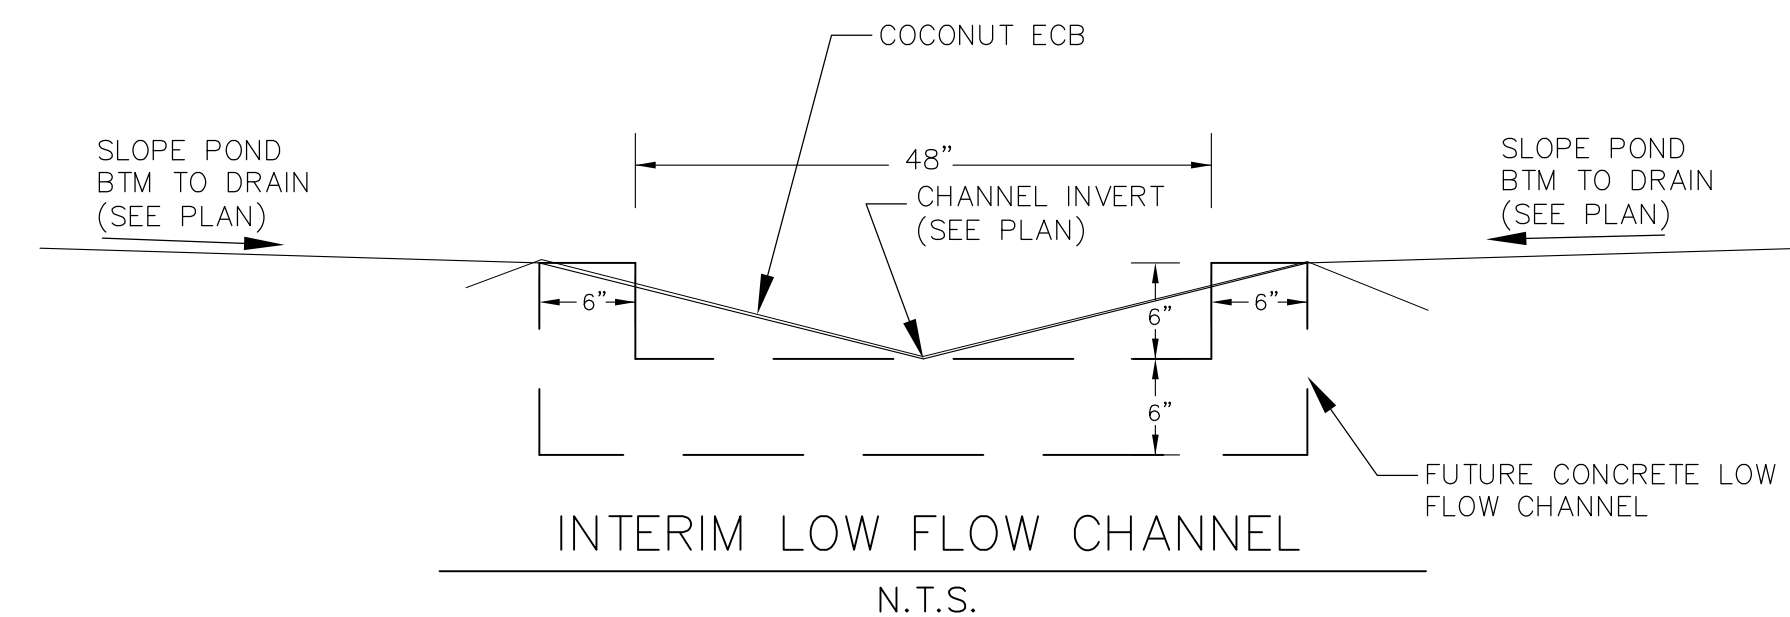 COCONUT ECB
SLOPE POND
BTM TO DRAIN
(SEE PLAN)
48"
CHANNEL INVERT
(SEE PLAN)
SLOPE POND
BTM TO DRAIN
(SEE PLAN)
6"
6"
6"
6"
FUTURE CONCRETE LOW
FLOW CHANNEL
INTERIM LOW FLOW CHANNEL
N.T.S.